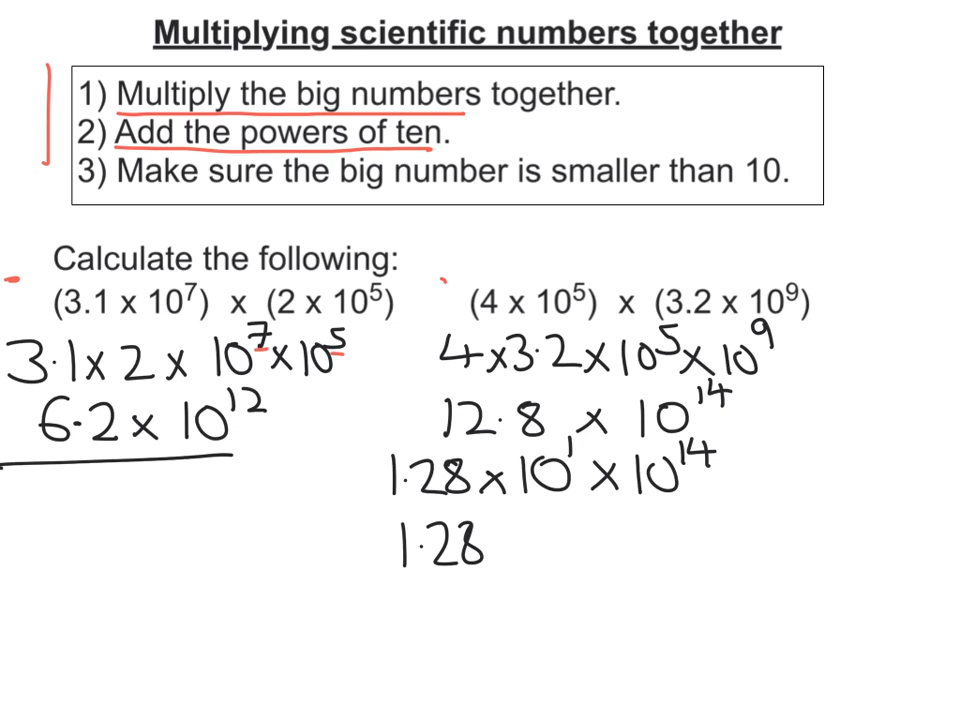 Multiplying scientific numbers together
1) Multiply the big numbers together.
2) Add the powers of ten.
3) Make sure the big number is smaller than 10.
Calculate the following:
(3.1 x 10⁷) x (2 x 10⁵)
3·1 x 2 x 10⁷ x 10⁵
6·2 x 10¹²
(4 x 10⁵) x (3.2 x 10⁹)
4 x 3·2 x 10⁵ x 10⁹
12·8 x 10¹⁴
1·28 x 10¹ x 10¹⁴
1·28